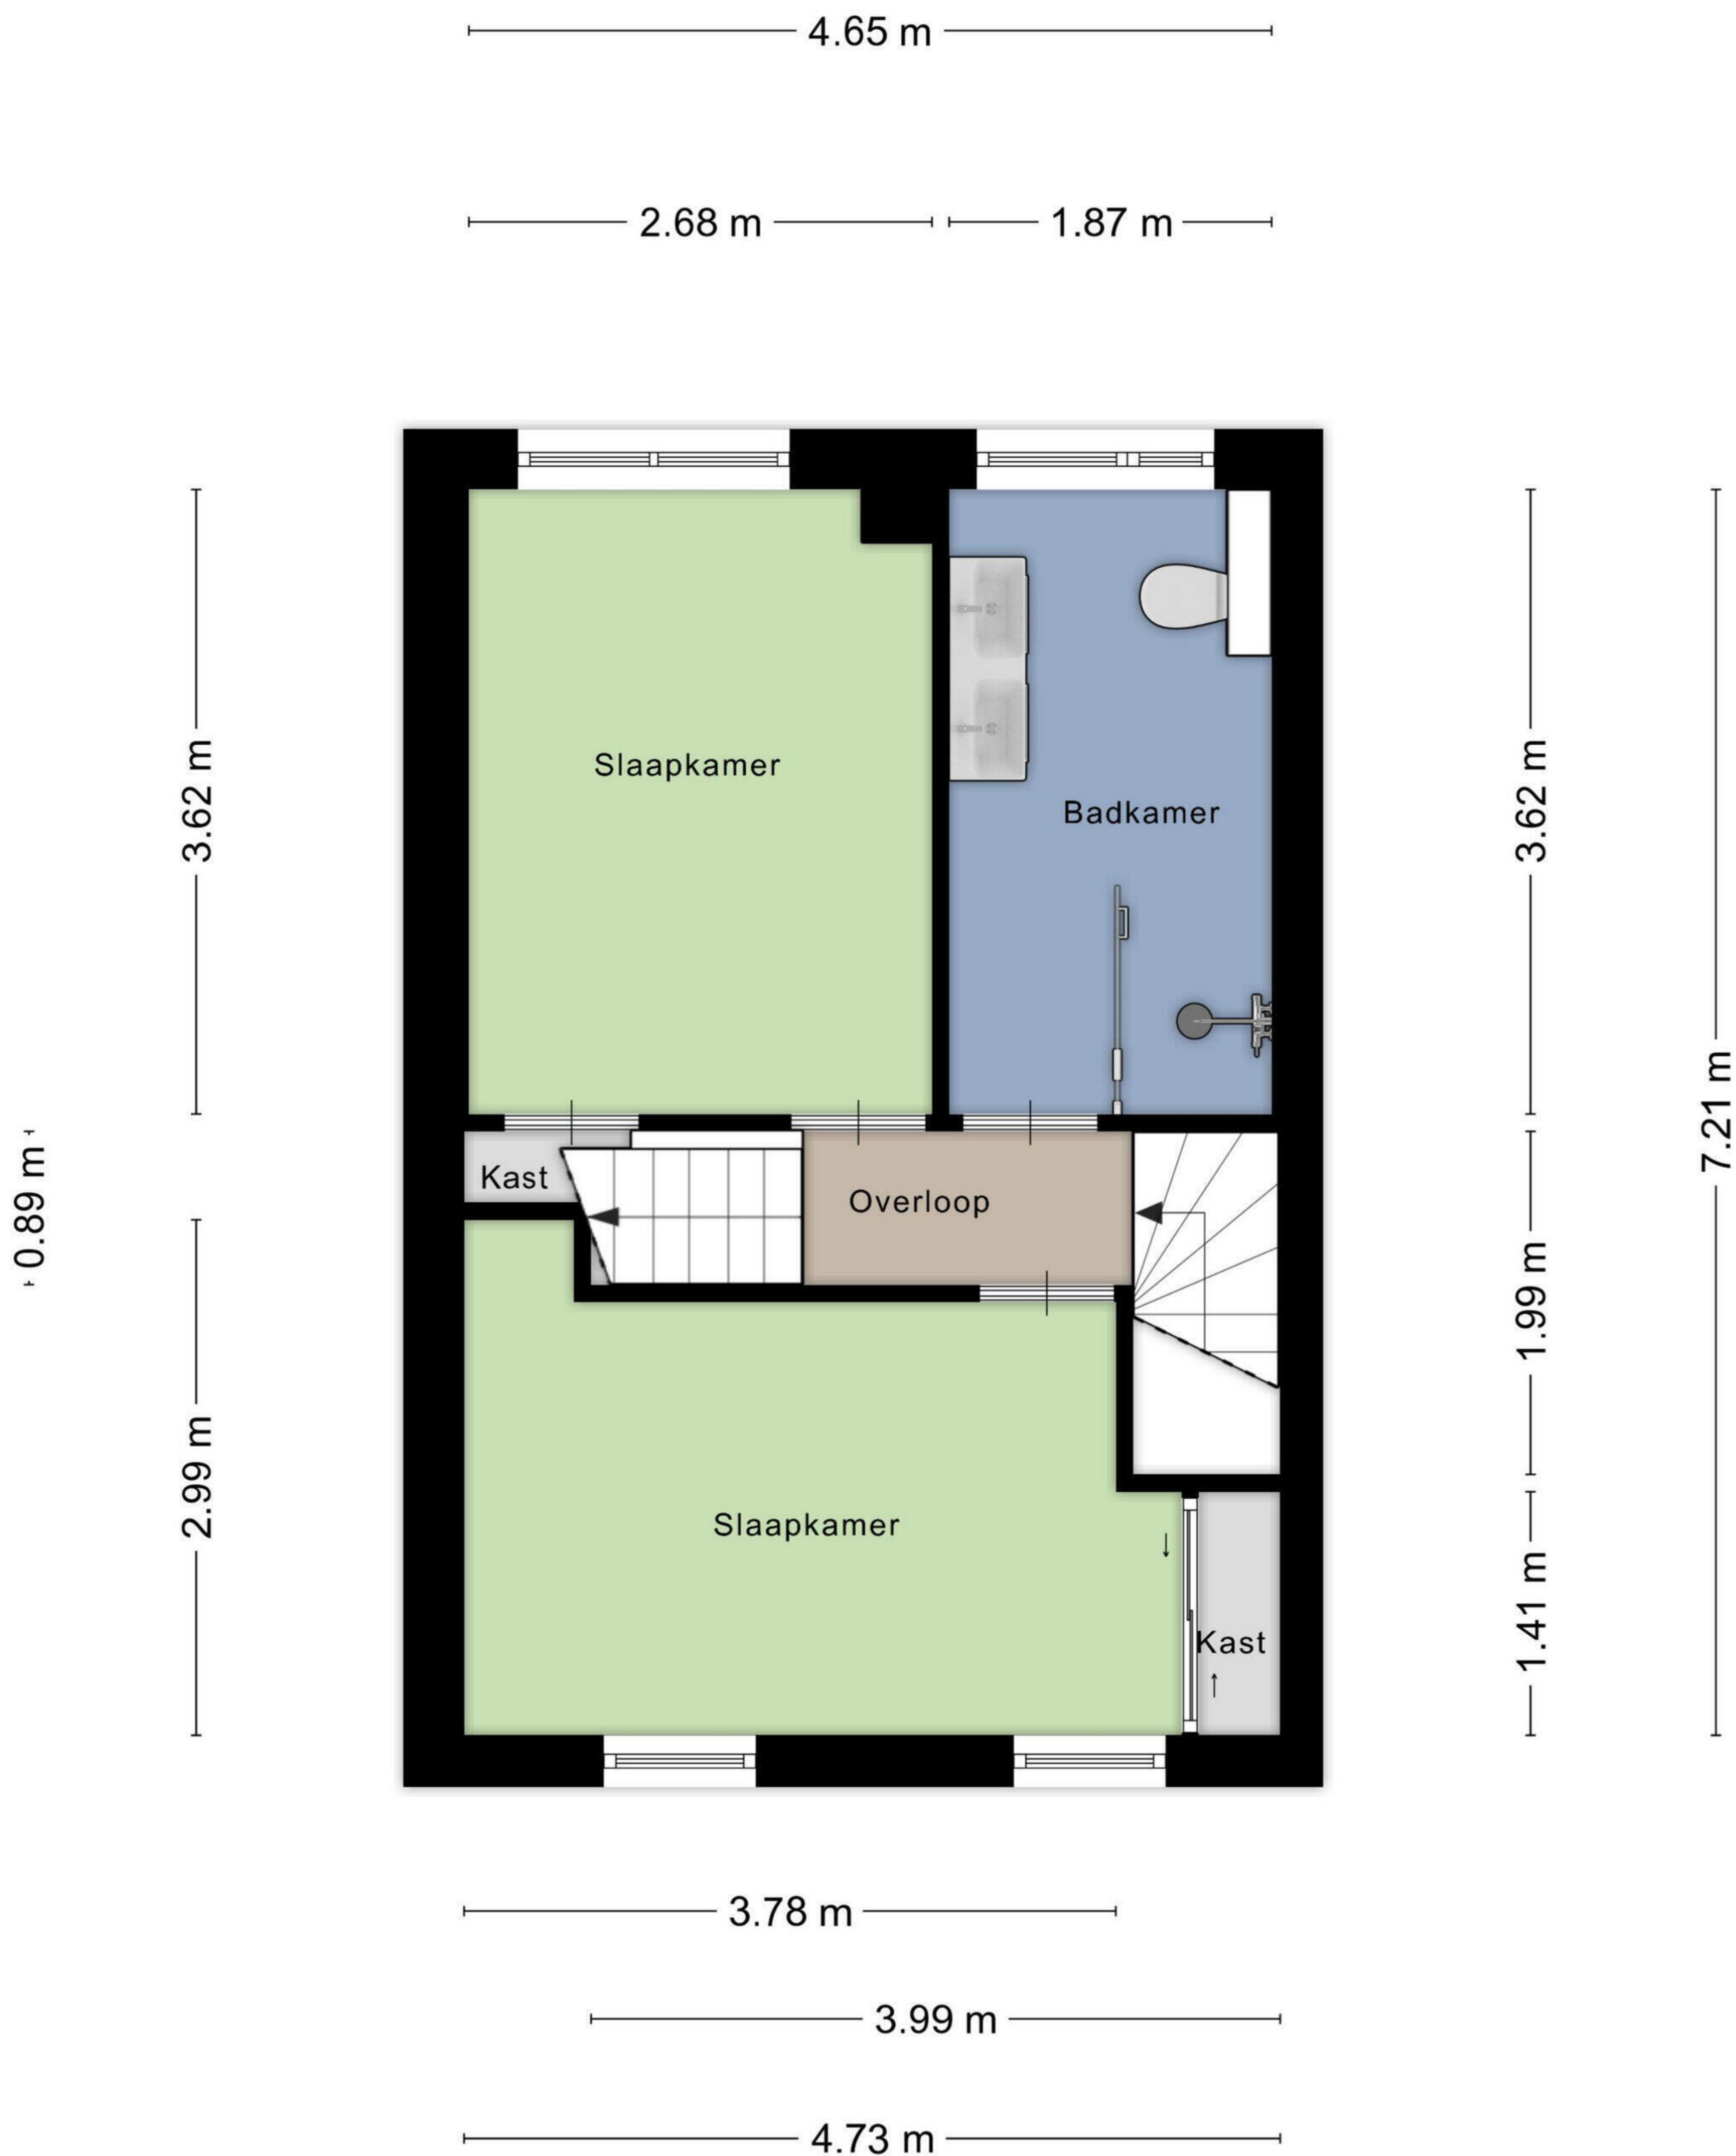 4.65 m
2.68 m
1.87 m
Slaapkamer
Badkamer
3.62 m
3.62 m
7.21 m
0.89 m
Kast
Overloop
1.99 m
2.99 m
Slaapkamer
1.41 m
Kast
3.78 m
3.99 m
4.73 m